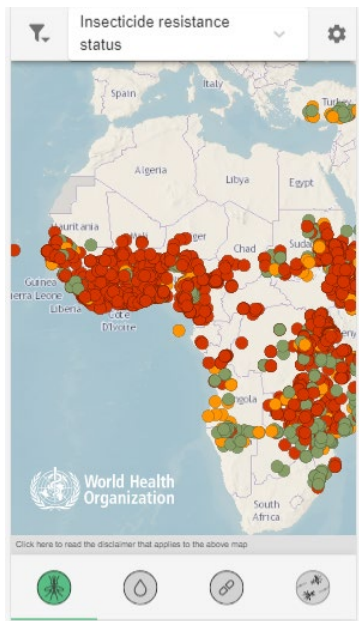 Insecticide resistance
status
Spain
Italy
Turkey
Algeria
Libya
Egypt
Mauritania
Mali
Niger
Chad
Sudan
Guinea
Sierra Leone
Liberia
Côte
D'Ivoire
Angola
World Health
Organization
South
Africa
Click here to read the disclaimer that applies to the above map